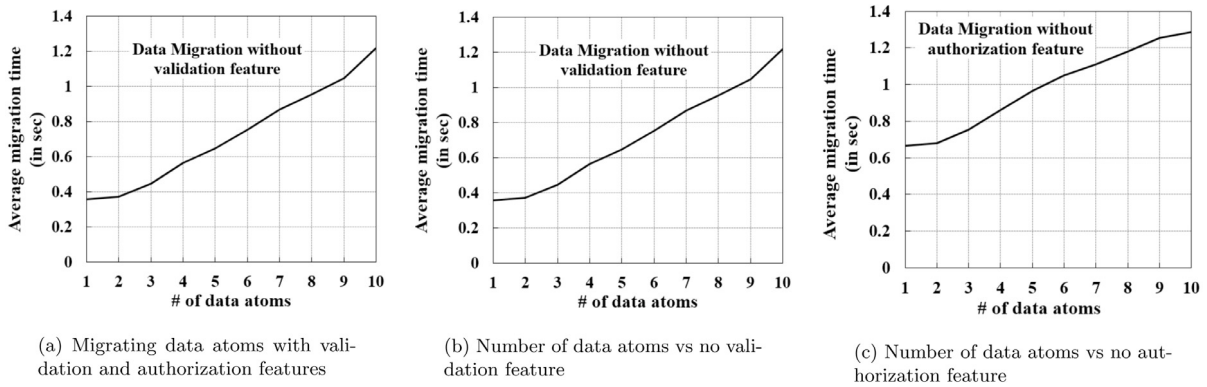 Average migration time
(in sec)
1.4
1.2
1
0.8
0.6
0.4
0.2
0
Data Migration without
validation feature
1 2 3 4 5 6 7 8 9 10
# of data atoms
(a) Migrating data atoms with vali-
dation and authorization features
Average migration time
(in sec)
1.4
1.2
1
0.8
0.6
0.4
0.2
0
Data Migration without
validation feature
1 2 3 4 5 6 7 8 9 10
# of data atoms
(b) Number of data atoms vs no vali-
dation feature
Average migration time
(in sec)
1.4
1.2
1
0.8
0.6
0.4
0.2
0
Data Migration without
authorization feature
1 2 3 4 5 6 7 8 9 10
# of data atoms
(c) Number of data atoms vs no aut-
horization feature